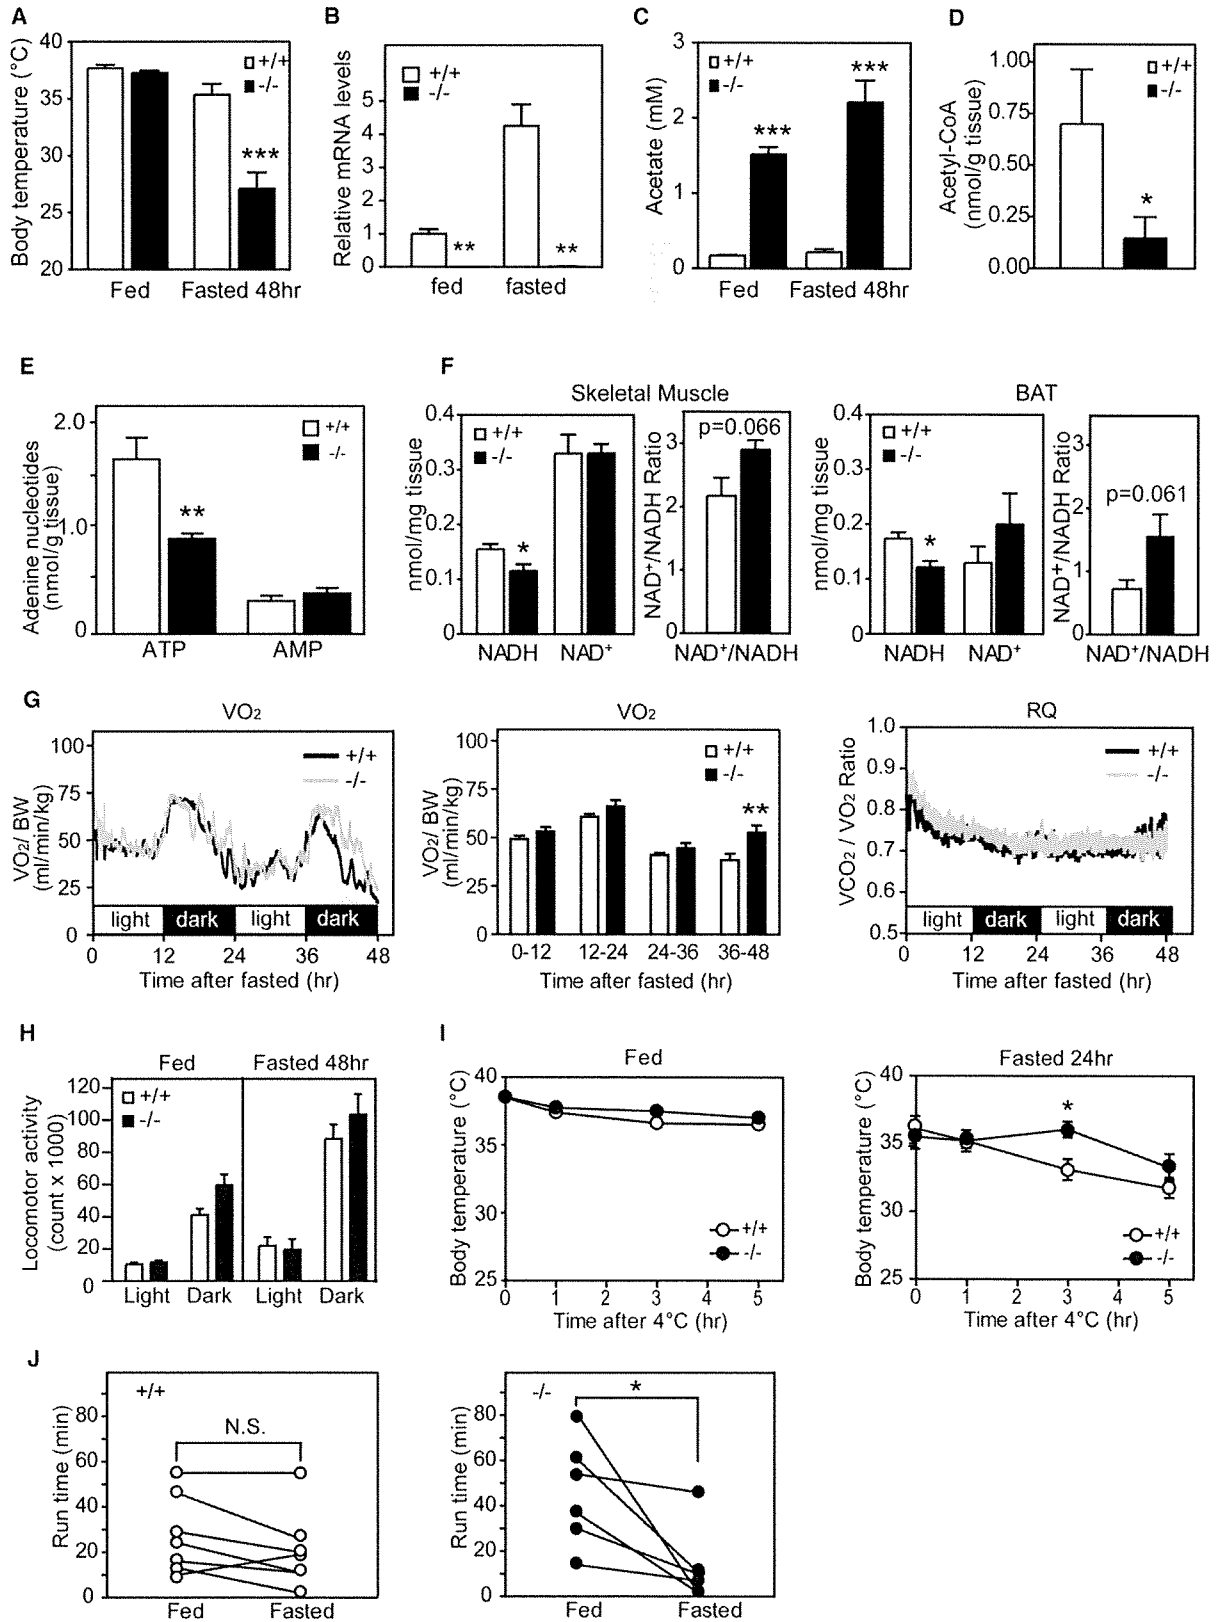 A
Body temperature (°C)
40
35
30
25
20
+/+
-/-
***
Fed
Fasted 48hr
B
Relative mRNA levels
5
4
3
2
1
0
+/+
-/-
**
**
fed
fasted
C
Acetate (mM)
3
2
1
0
+/+
-/-
***
***
Fed
Fasted 48hr
D
Acetyl-CoA
(nmol/g tissue)
1.00
0.75
0.50
0.25
0.00
+/+
-/-
*
E
Adenine nucleotides
(nmol/g tissue)
2.0
1.0
0
+/+
-/-
**
ATP
AMP
F
Skeletal Muscle
nmol/mg tissue
0.4
0.3
0.2
0.1
0
+/+
-/-
*
NADH
NAD+
NAD+/NADH Ratio
3
2
1
0
p=0.066
NAD+/NADH
BAT
nmol/mg tissue
0.4
0.3
0.2
0.1
0
+/+
-/-
*
NADH
NAD+
NAD+/NADH Ratio
3
2
1
0
p=0.061
NAD+/NADH
G
VO2
VO2/ BW
(ml/min/kg)
100
75
50
25
0
+/+
-/-
light
dark
light
dark
0
12
24
36
48
Time after fasted (hr)
VO2
VO2/ BW
(ml/min/kg)
100
75
50
25
0
+/+
-/-
**
0-12
12-24
24-36
36-48
Time after fasted (hr)
RQ
VCO2 / VO2 Ratio
1.0
0.9
0.8
0.7
0.6
0.5
+/+
-/-
light
dark
light
dark
0
12
24
36
48
Time after fasted (hr)
H
Fed
Fasted 48hr
Locomotor activity
(count x 1000)
120
100
80
60
40
20
0
+/+
-/-
Light
Dark
Light
Dark
I
Fed
Body temperature (°C)
40
35
30
25
+/+
-/-
0
1
2
3
4
5
Time after 4°C (hr)
Fasted 24hr
Body temperature (°C)
40
35
30
25
*
+/+
-/-
0
1
2
3
4
5
Time after 4°C (hr)
J
+/+
Run time (min)
80
60
40
20
0
N.S.
Fed
Fasted
-/-
Run time (min)
80
60
40
20
0
*
Fed
Fasted